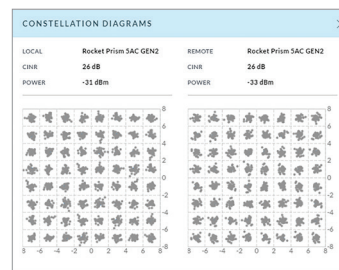 CONSTELLATION DIAGRAMS
LOCAL Rocket Prism 5AC GEN2 REMOTE Rocket Prism 5AC GEN2
CINR 26 dB CINR 26 dB
POWER -31 dBm POWER -33 dBm
8 8
6 6
4 4
2 2
0 0
-2 -2
-4 -4
-6 -6
-8 -8
8 -6 -4 -2 0 2 4 6 8 8 -6 -4 -2 0 2 4 6 8